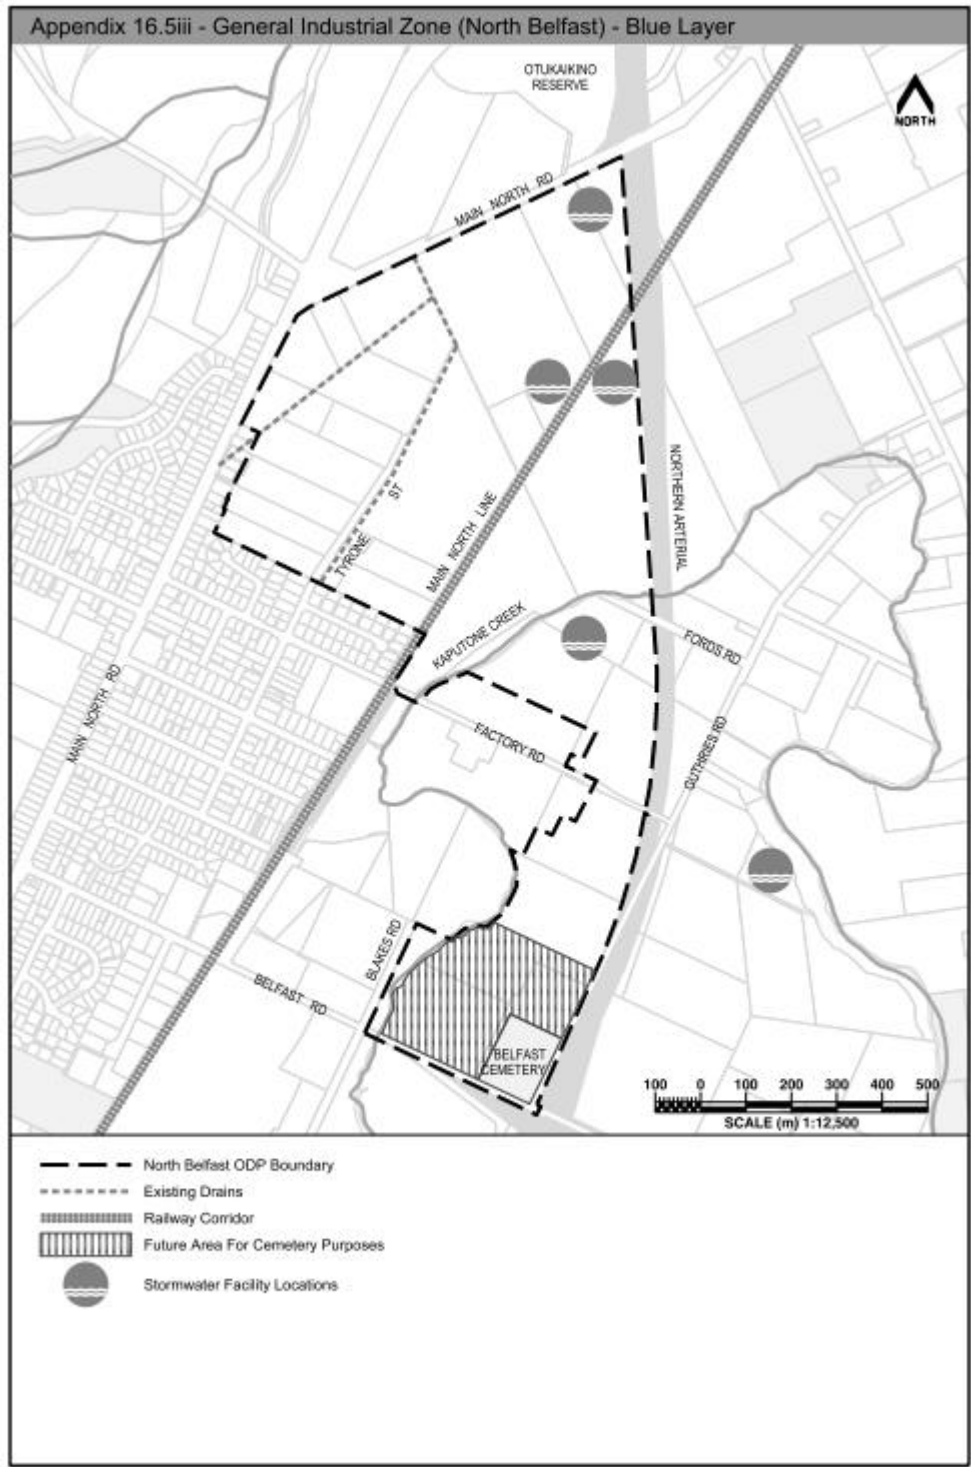 Appendix 16.5iii - General Industrial Zone (North Belfast) - Blue Layer
OTUKAIKINO
RESERVE
NORTH
MAIN NORTH RD
NORTHERN ARTERIAL
TYRONE ST
MAIN NORTH LINE
KAPUTONE CREEK
FORDS RD
MAIN NORTH RD
FACTORY RD
GUTHRIES RD
BLAKES RD
BELFAST RD
BELFAST
CEMETERY
100 0 100 200 300 400 500
SCALE (m) 1:12,500
North Belfast ODP Boundary
Existing Drains
Railway Corridor
Future Area For Cemetery Purposes
Stormwater Facility Locations